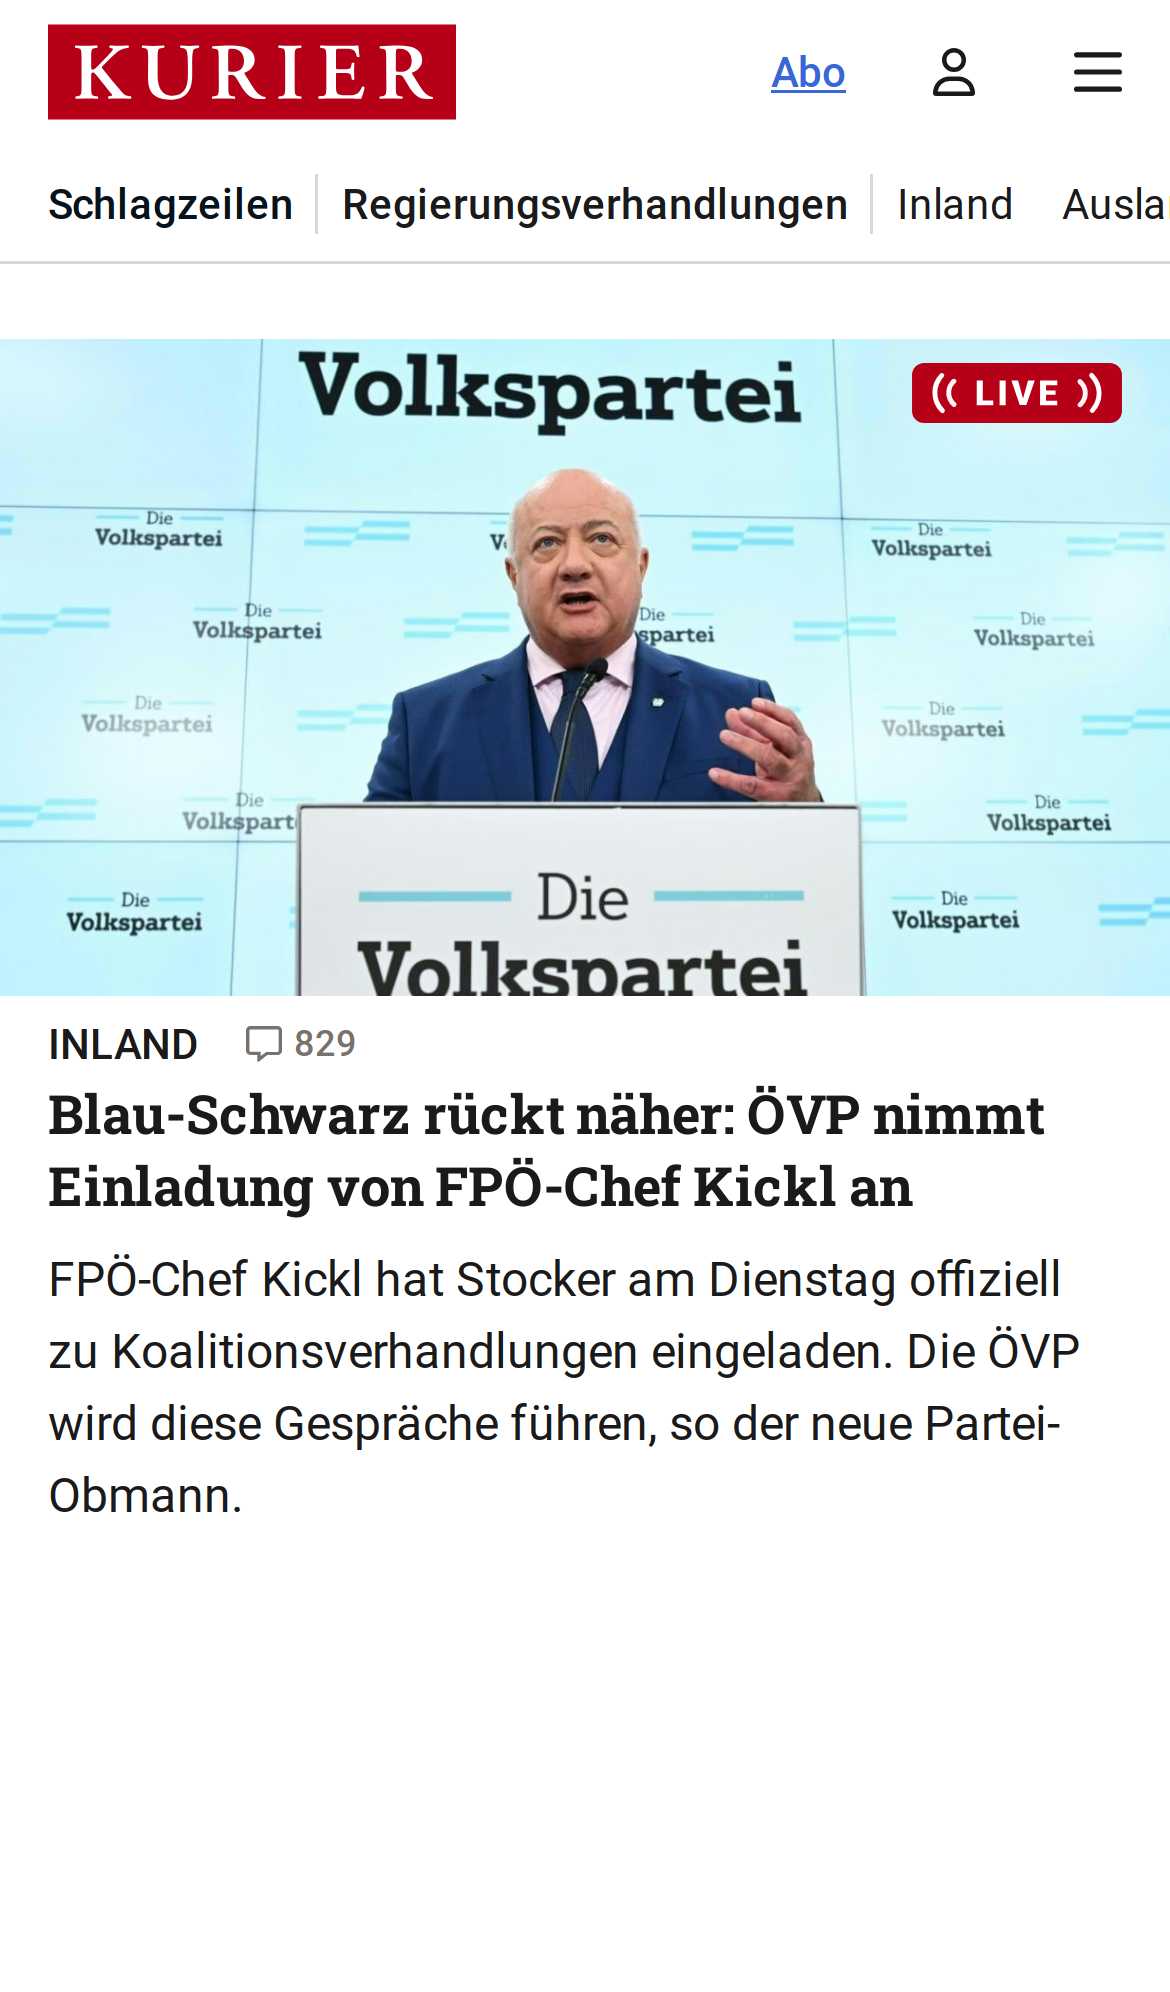 KURIER
Abo
Schlagzeilen
Regierungsverhandlungen
Inland
Ausla
Volkspartei
LIVE
Die
Volkspartei
V
Die
Volkspartei
Die
Volkspartei
Die
spartei
Die
Volkspartei
Die
Volkspartei
Die
Volkspartei
Die
Volksparte
Die
Volkspartei
Die
Volkspartei
Die
Volkspartei
Die
Volkspartei
INLAND
829
Blau-Schwarz rückt näher: ÖVP nimmt
Einladung von FPÖ-Chef Kickl an
FPÖ-Chef Kickl hat Stocker am Dienstag offiziell
zu Koalitionsverhandlungen eingeladen. Die ÖVP
wird diese Gespräche führen, so der neue Partei-
Obmann.